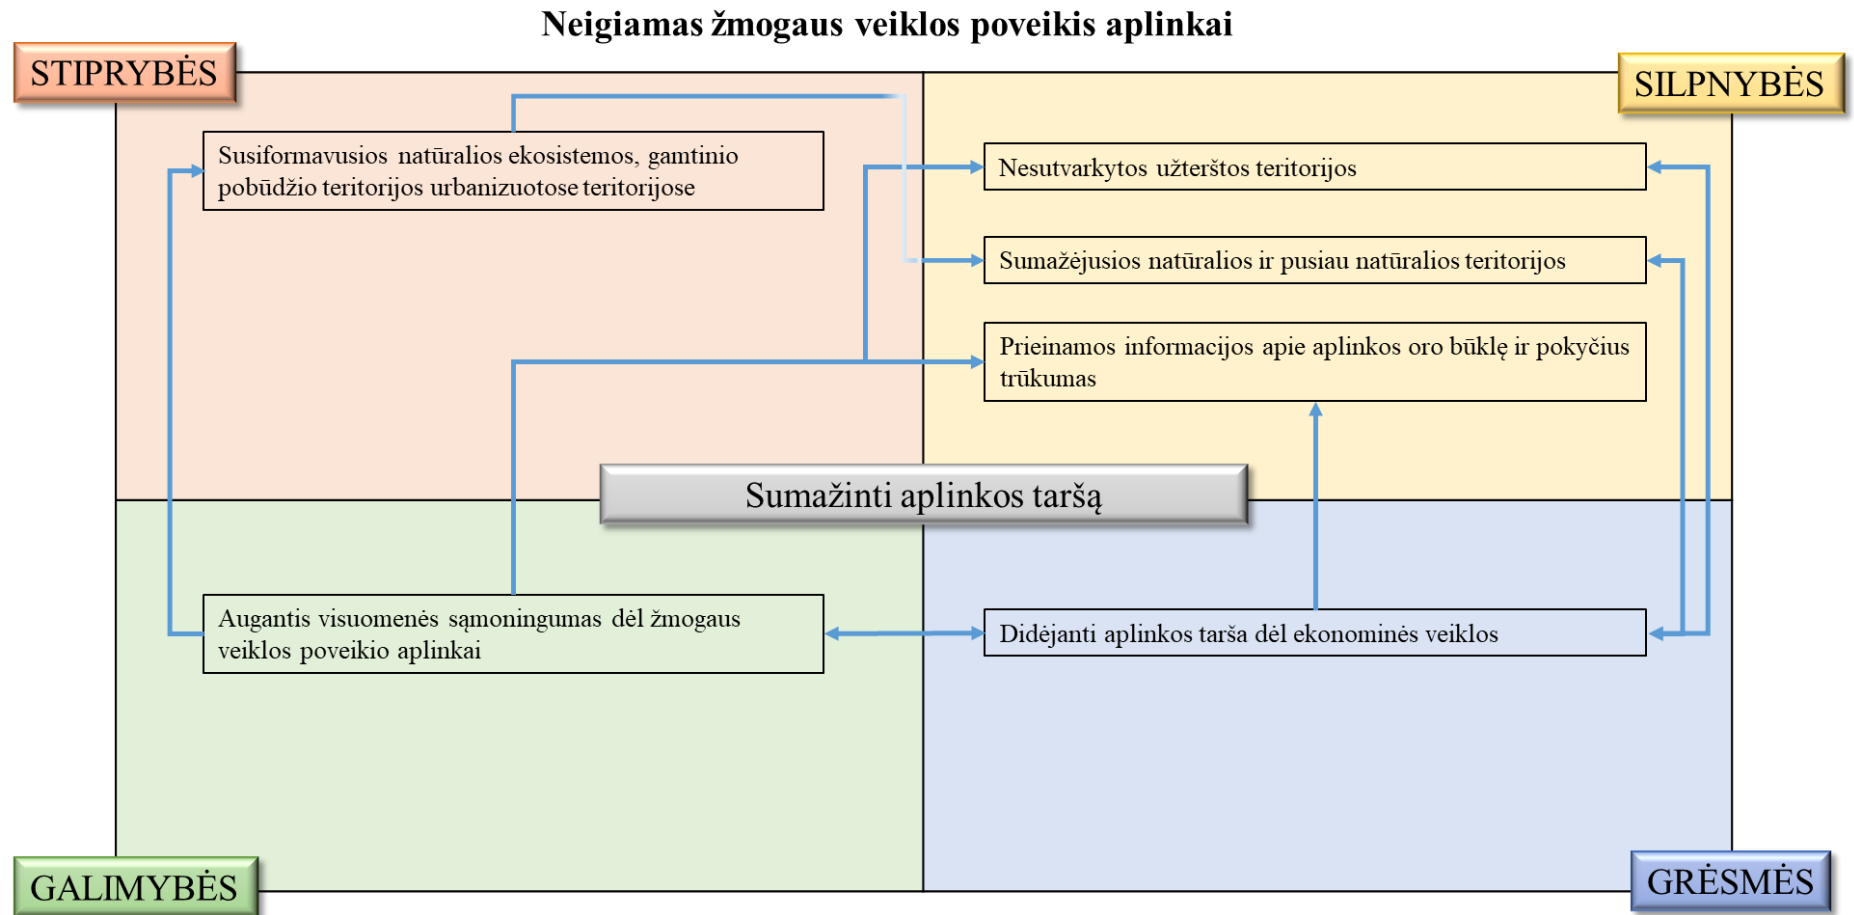 Neigiamas žmogaus veiklos poveikis aplinkai
STIPRYBĖS
SILPNYBĖS
Susiformavusios natūralios ekosistemos, gamtinio
pobūdžio teritorijos urbanizuotose teritorijose
Nesutvarkytos užterštos teritorijos
Sumažėjusios natūralios ir pusiau natūralios teritorijos
Prieinamos informacijos apie aplinkos oro būklę ir pokyčius
trūkumas
Sumažinti aplinkos taršą
Augantis visuomenės sąmoningumas dėl žmogaus
veiklos poveikio aplinkai
Didėjanti aplinkos tarša dėl ekonominės veiklos
GALIMYBĖS
GRĖSMĖS